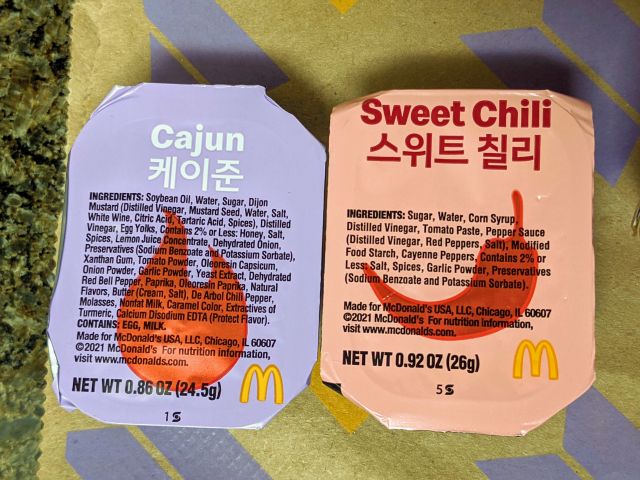 Cajun
케이준
INGREDIENTS: Soybean Oil, Water, Sugar, Dijon
Mustard (Distilled Vinegar, Mustard Seed, Water, Salt,
White Wine, Citric Acid, Tartaric Acid, Spices), Distilled
Vinegar, Egg Yolks, Contains 2% or Less: Honey, Salt,
Spices, Lemon Juice Concentrate, Dehydrated Onion,
Preservatives (Sodium Benzoate and Potassium Sorbate),
Xanthan Gum, Tomato Powder, Oleoresin Capsicum,
Onion Powder, Garlic Powder, Yeast Extract, Dehydrated
Red Bell Pepper, Paprika, Oleoresin Paprika, Natural
Flavors, Butter (Cream, Salt), De Arbol Chili Pepper,
Molasses, Nonfat Milk, Caramel Color, Extractives of
Turmeric, Calcium Disodium EDTA (Protect Flavor).
CONTAINS: EGG, MILK.
Made for McDonald's USA, LLC, Chicago, IL 60607
©2021 McDonald's For nutrition information,
visit www.mcdonalds.com.
NET WT 0.86 OZ (24.5g)
1
Sweet Chili
스위트 칠리
INGREDIENTS: Sugar, Water, Corn Syrup,
Distilled Vinegar, Tomato Paste, Pepper Sauce
(Distilled Vinegar, Red Peppers, Salt), Modified
Food Starch, Cayenne Peppers, Contains 2% or
Less: Salt, Spices, Garlic Powder, Preservatives
(Sodium Benzoate and Potassium Sorbate).
Made for McDonald's USA, LLC, Chicago, IL 60607
©2021 McDonald's For nutrition information,
visit www.mcdonalds.com.
NET WT 0.92 OZ (26g)
5